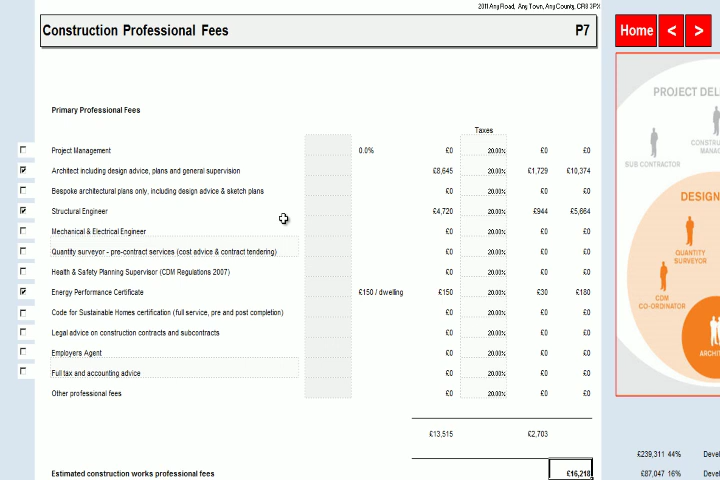 2011 Any Road, Any Town, Any County, CR8 3PX
Construction Professional Fees P7
Home < >
Primary Professional Fees
Taxes
Project Management 0.0% £0 20.00% £0 £0
Architect including design advice, plans and general supervision £8,645 20.00% £1,729 £10,374
Bespoke architectural plans only, including design advice & sketch plans £0 20.00% £0 £0
Structural Engineer £4,720 20.00% £944 £5,664
Mechanical & Electrical Engineer £0 20.00% £0 £0
Quantity surveyor - pre-contract services (cost advice & contract tendering) £0 20.00% £0 £0
Health & Safety Planning Supervisor (CDM Regulations 2007) £0 20.00% £0 £0
Energy Performance Certificate £150 / dwelling £150 20.00% £30 £180
Code for Sustainable Homes certification (full service, pre and post completion) £0 20.00% £0 £0
Legal advice on construction contracts and subcontracts £0 20.00% £0 £0
Employers Agent £0 20.00% £0 £0
Full tax and accounting advice £0 20.00% £0 £0
Other professional fees £0 20.00% £0 £0
£13,515 £2,703
Estimated construction works professional fees £16,218
PROJECT DEL
CONSTRU
MANA
SUB CONTRACTOR
DESIGN
QUANTITY
SURVEYOR
CDM
CO-ORDINATOR
ARCHIT
£239,311 44% Devel
£87,047 16% Devel